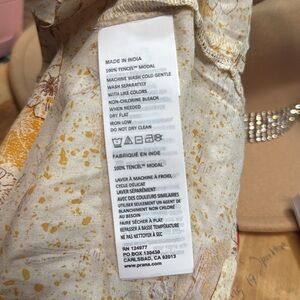 MADE IN INDIA
100% TENCEL™ MODAL
MACHINE WASH COLD GENTLE
WASH SEPARATELY
WITH LIKE COLORS
NON-CHLORINE BLEACH
WHEN NEEDED
DRY FLAT
IRON LOW
DO NOT DRY CLEAN
FABRIQUÉ EN INDE
100% TENCEL™ MODAL
LAVER À MACHINE À FROID,
CYCLE DÉLICAT
LAVER SÉPARÉMENT
AVEC DES COULEURS SIMILAIRES
UTILISER SEULEMENT UN AGENT DE
BLANCHIMENT NON CHLORÉ
AU BESOIN
FAIRE SÉCHER À PLAT
REPASSER À BASSE TEMPÉRATURE
NE PAS NETTOYER À SEC
RN 124977
PO BOX 130439
CARLSBAD, CA 92013
www.prana.com